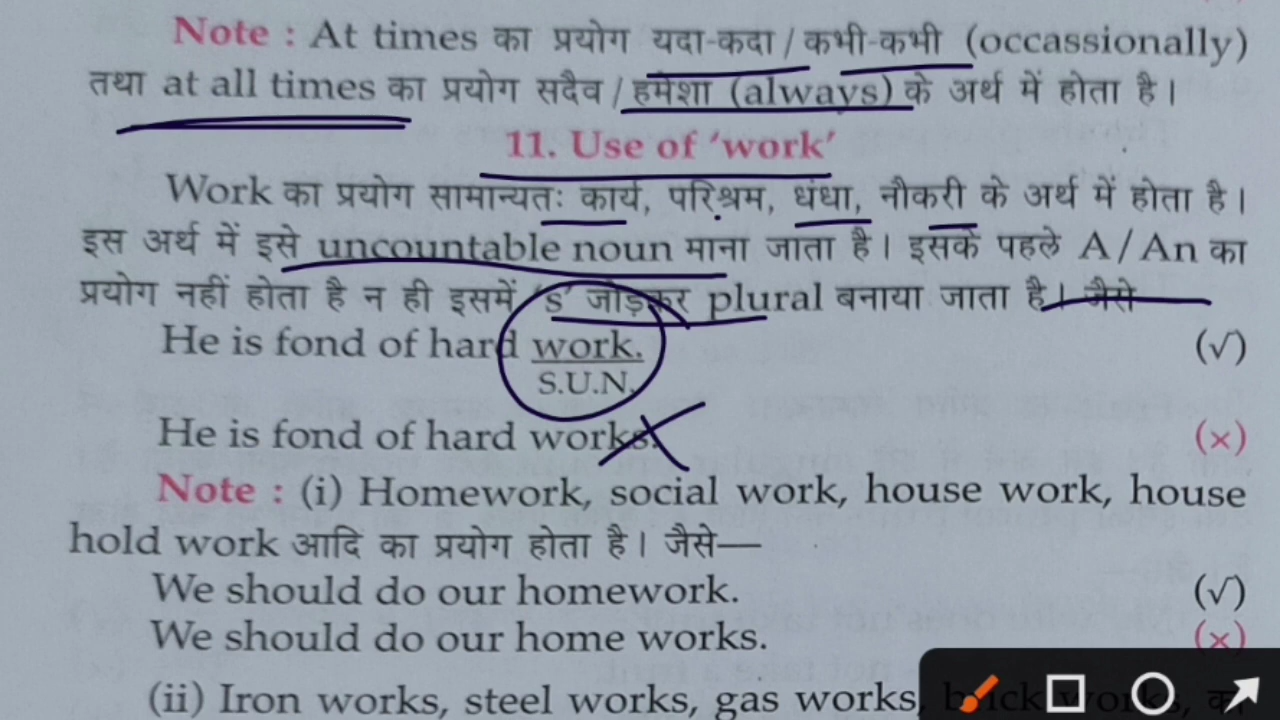 Note : At times का प्रयोग यदा-कदा / कभी-कभी (occassionally)
तथा at all times का प्रयोग सदैव / हमेशा (always) के अर्थ में होता है।
11. Use of ‘work’
Work का प्रयोग सामान्यतः कार्य, परिश्रम, धंधा, नौकरी के अर्थ में होता है।
इस अर्थ में इसे uncountable noun माना जाता है। इसके पहले A/An का
प्रयोग नहीं होता है न ही इसमें ‘s’ जोड़कर plural बनाया जाता है। जैसे
He is fond of hard work. (√)
S.U.N.
He is fond of hard works. (×)
Note : (i) Homework, social work, house work, house
hold work आदि का प्रयोग होता है। जैसे—
We should do our homework. (√)
We should do our home works. (×)
(ii) Iron works, steel works, gas works, brick works, का